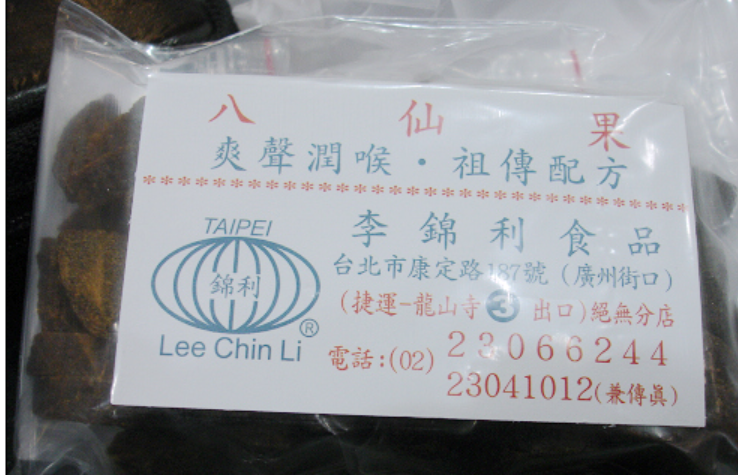 八仙果
爽聲潤喉・祖傳配方
TAIPEI
錦利
®
Lee Chin Li
李錦利食品
台北市康定路187號(廣州街口)
(捷運-龍山寺3出口)絕無分店
電話:(02)23066244
23041012(兼傳眞)